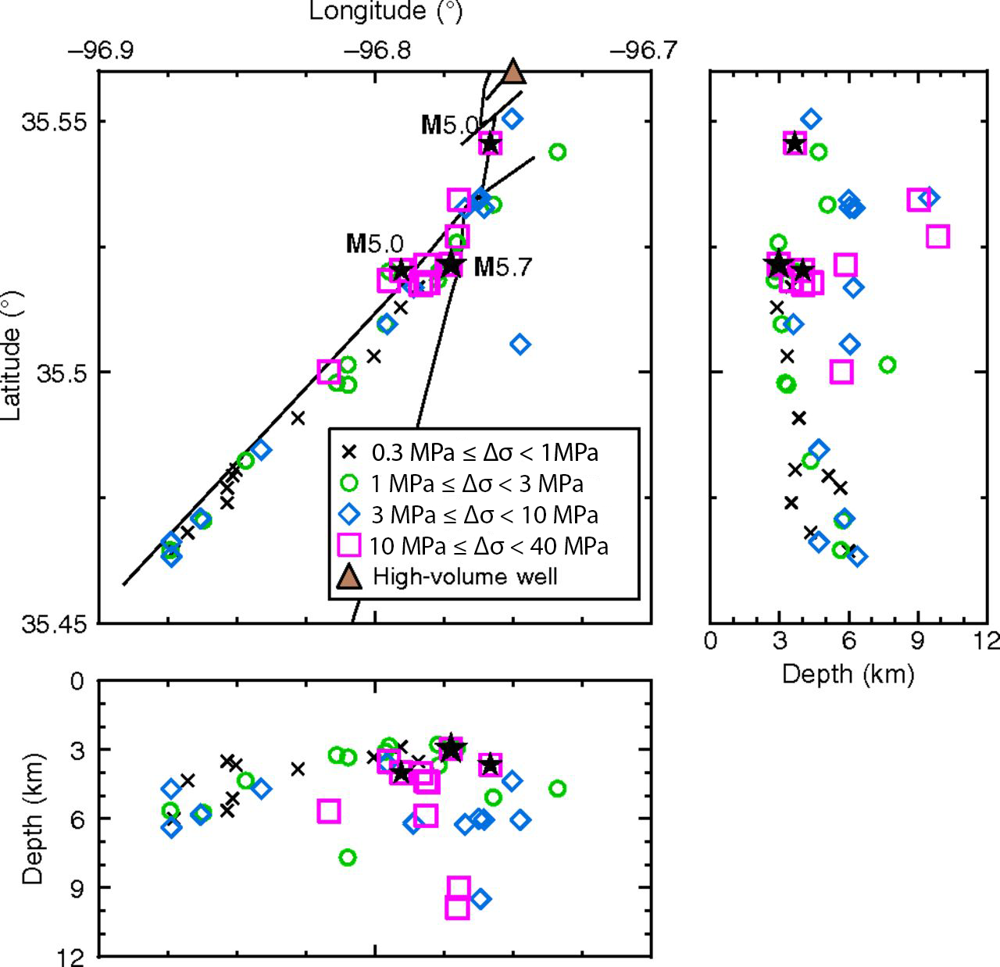 Longitude (°)
−96.9
−96.8
−96.7
35.55
35.5
35.45
Latitude (°)
M5.0
M5.0
M5.7
0.3 MPa ≤ Δσ < 1MPa
1 MPa ≤ Δσ < 3 MPa
3 MPa ≤ Δσ < 10 MPa
10 MPa ≤ Δσ < 40 MPa
High-volume well
0
3
6
9
12
Depth (km)
0
3
6
9
12
Depth (km)